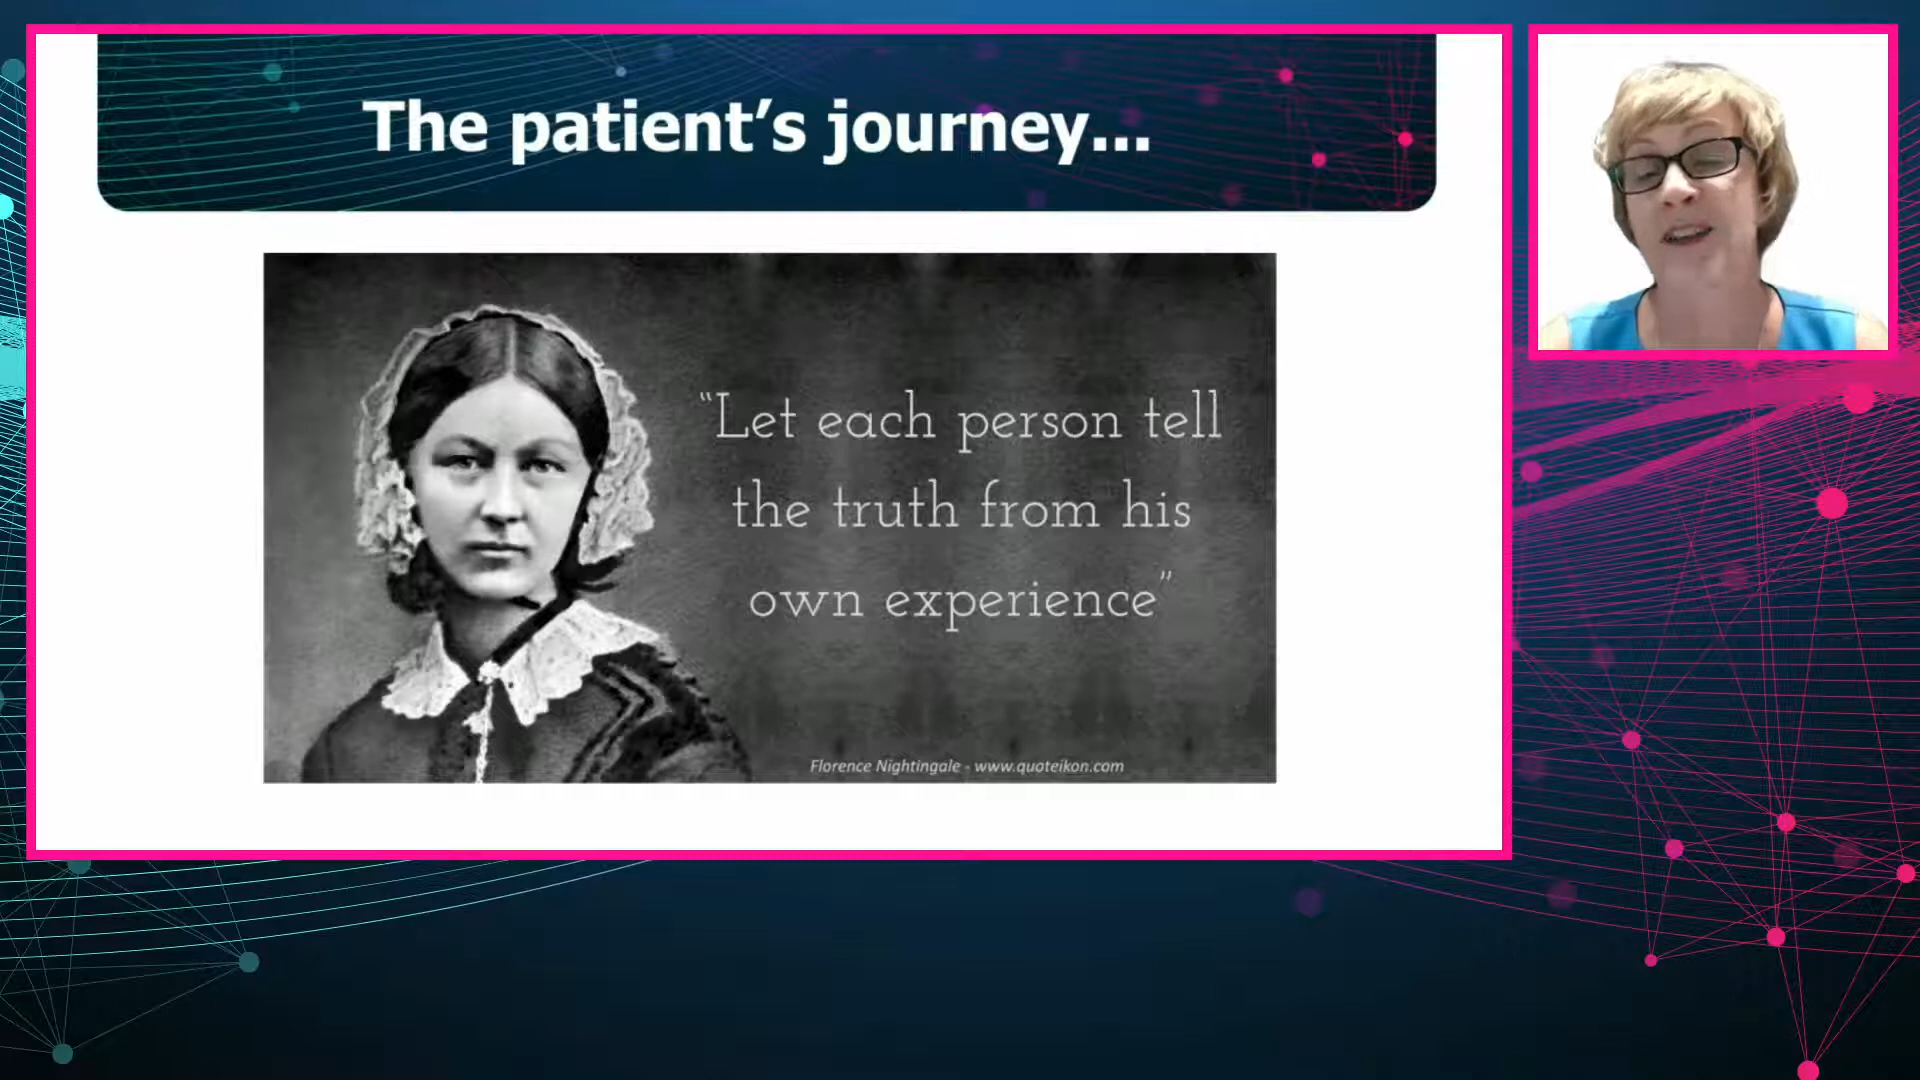 The patient’s journey...
“Let each person tell
the truth from his
own experience”
Florence Nightingale - www.quoteikon.com